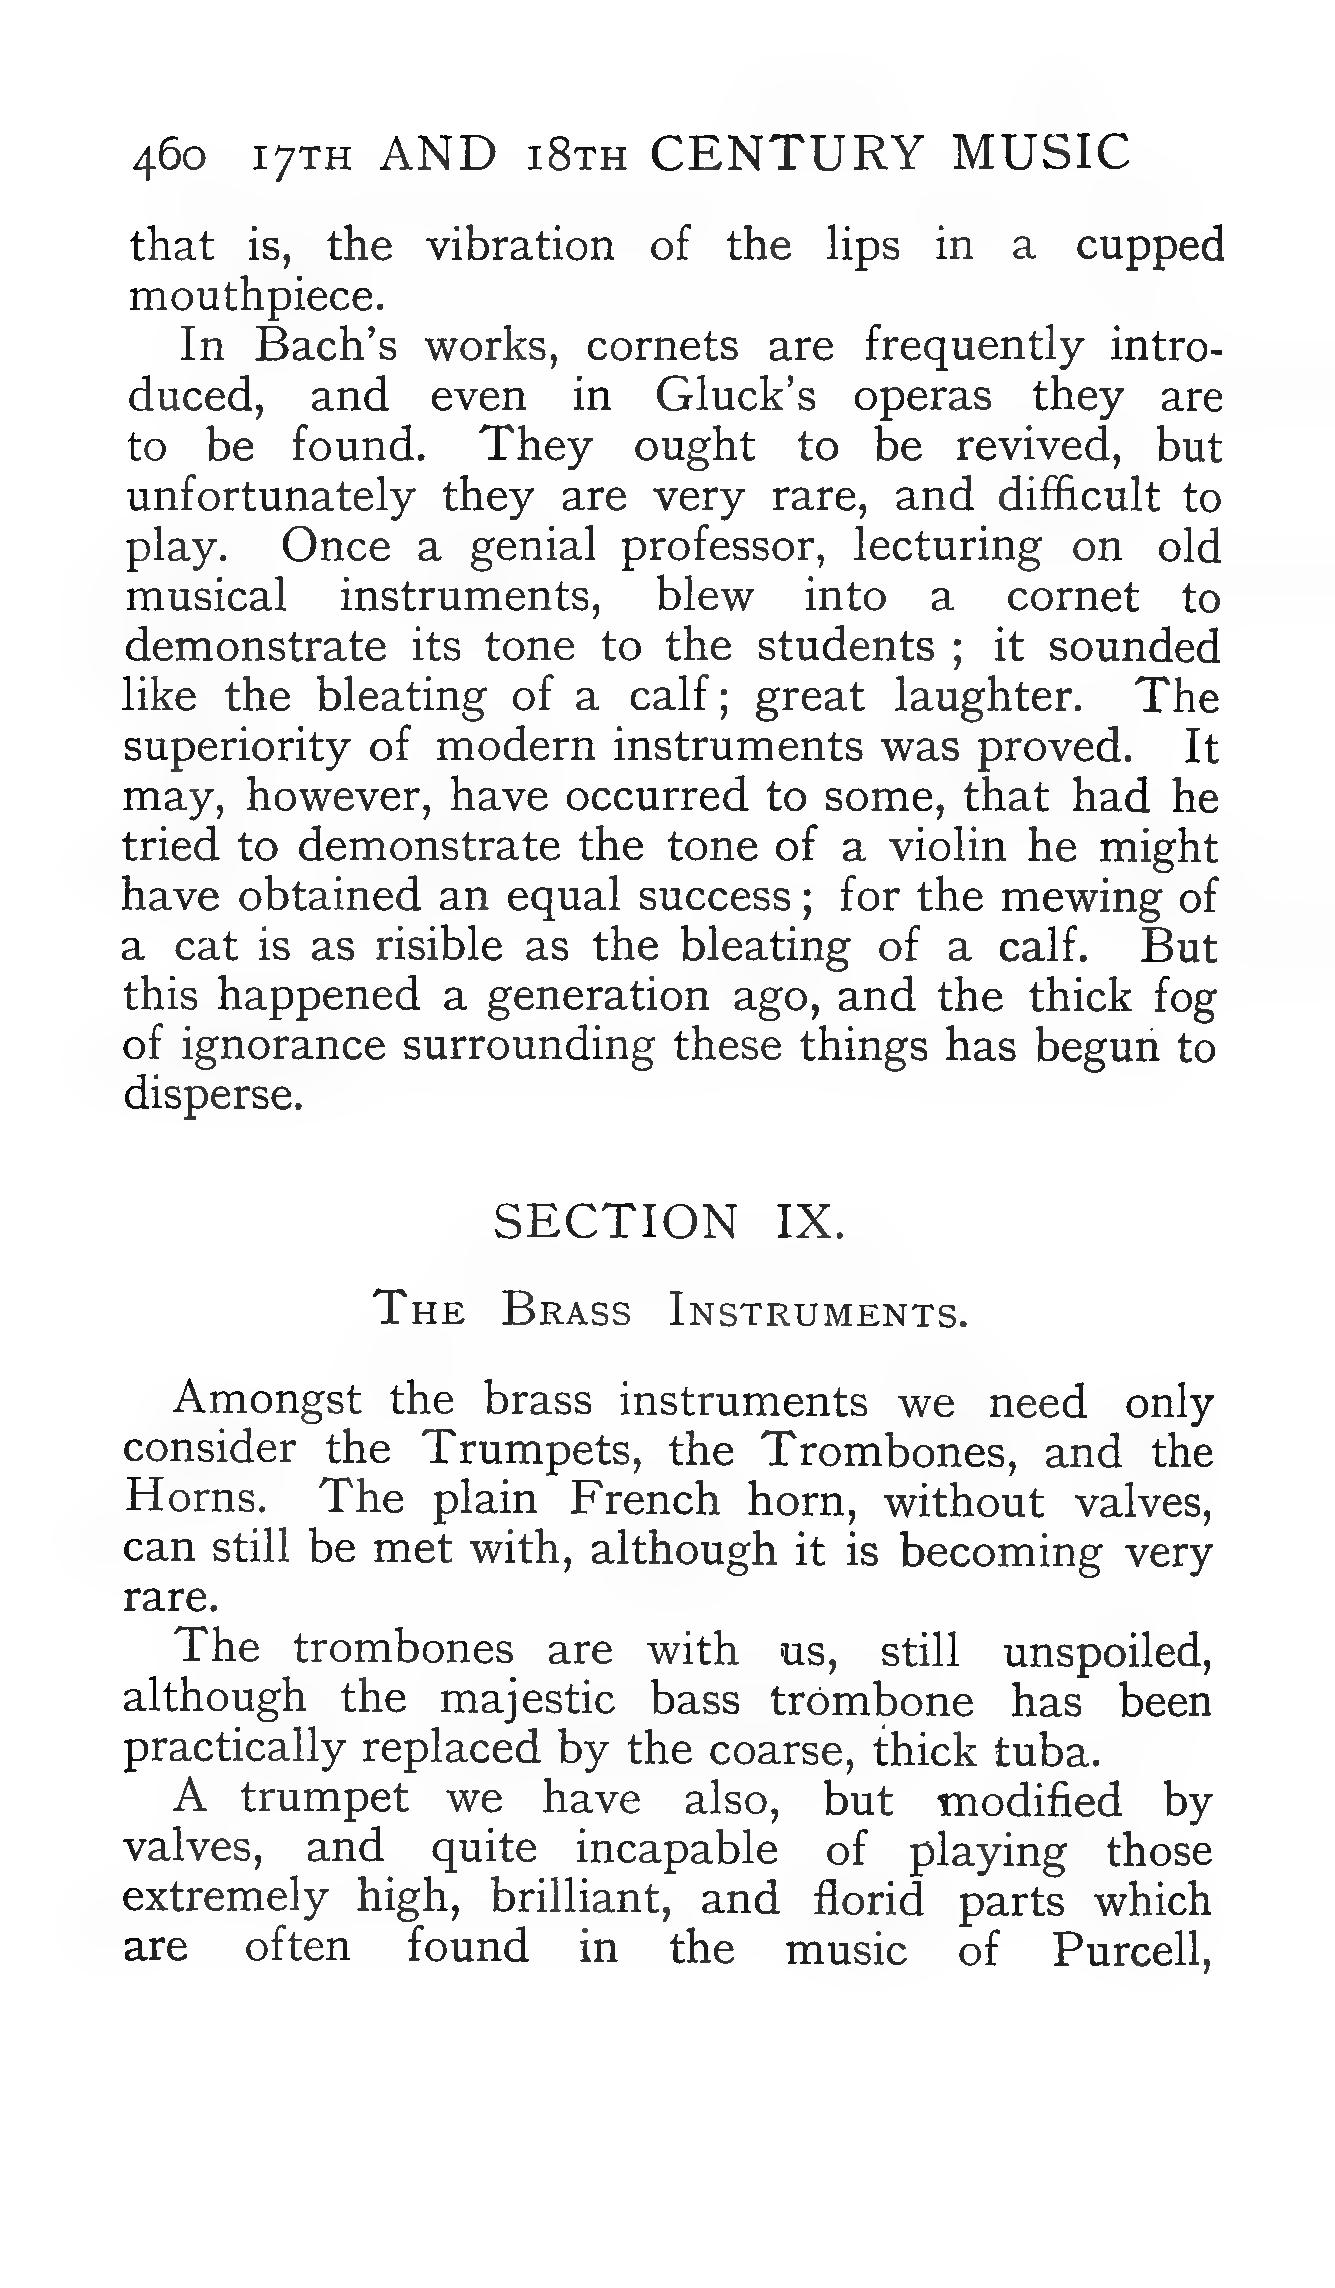 460 17TH AND 18TH CENTURY MUSIC
that is, the vibration of the lips in a cupped
mouthpiece.
In Bach's works, cornets are frequently intro-
duced, and even in Gluck's operas they are
to be found. They ought to be revived, but
unfortunately they are very rare, and difficult to
play. Once a genial professor, lecturing on old
musical instruments, blew into a cornet to
demonstrate its tone to the students ; it sounded
like the bleating of a calf ; great laughter. The
superiority of modern instruments was proved. It
may, however, have occurred to some, that had he
tried to demonstrate the tone of a violin he might
have obtained an equal success ; for the mewing of
a cat is as risible as the bleating of a calf. But
this happened a generation ago, and the thick fog
of ignorance surrounding these things has begun to
disperse.
SECTION IX.
THE BRASS INSTRUMENTS.
Amongst the brass instruments we need only
consider the Trumpets, the Trombones, and the
Horns. The plain French horn, without valves,
can still be met with, although it is becoming very
rare.
The trombones are with us, still unspoiled,
although the majestic bass trombone has been
practically replaced by the coarse, thick tuba.
A trumpet we have also, but modified by
valves, and quite incapable of playing those
extremely high, brilliant, and florid parts which
are often found in the music of Purcell,